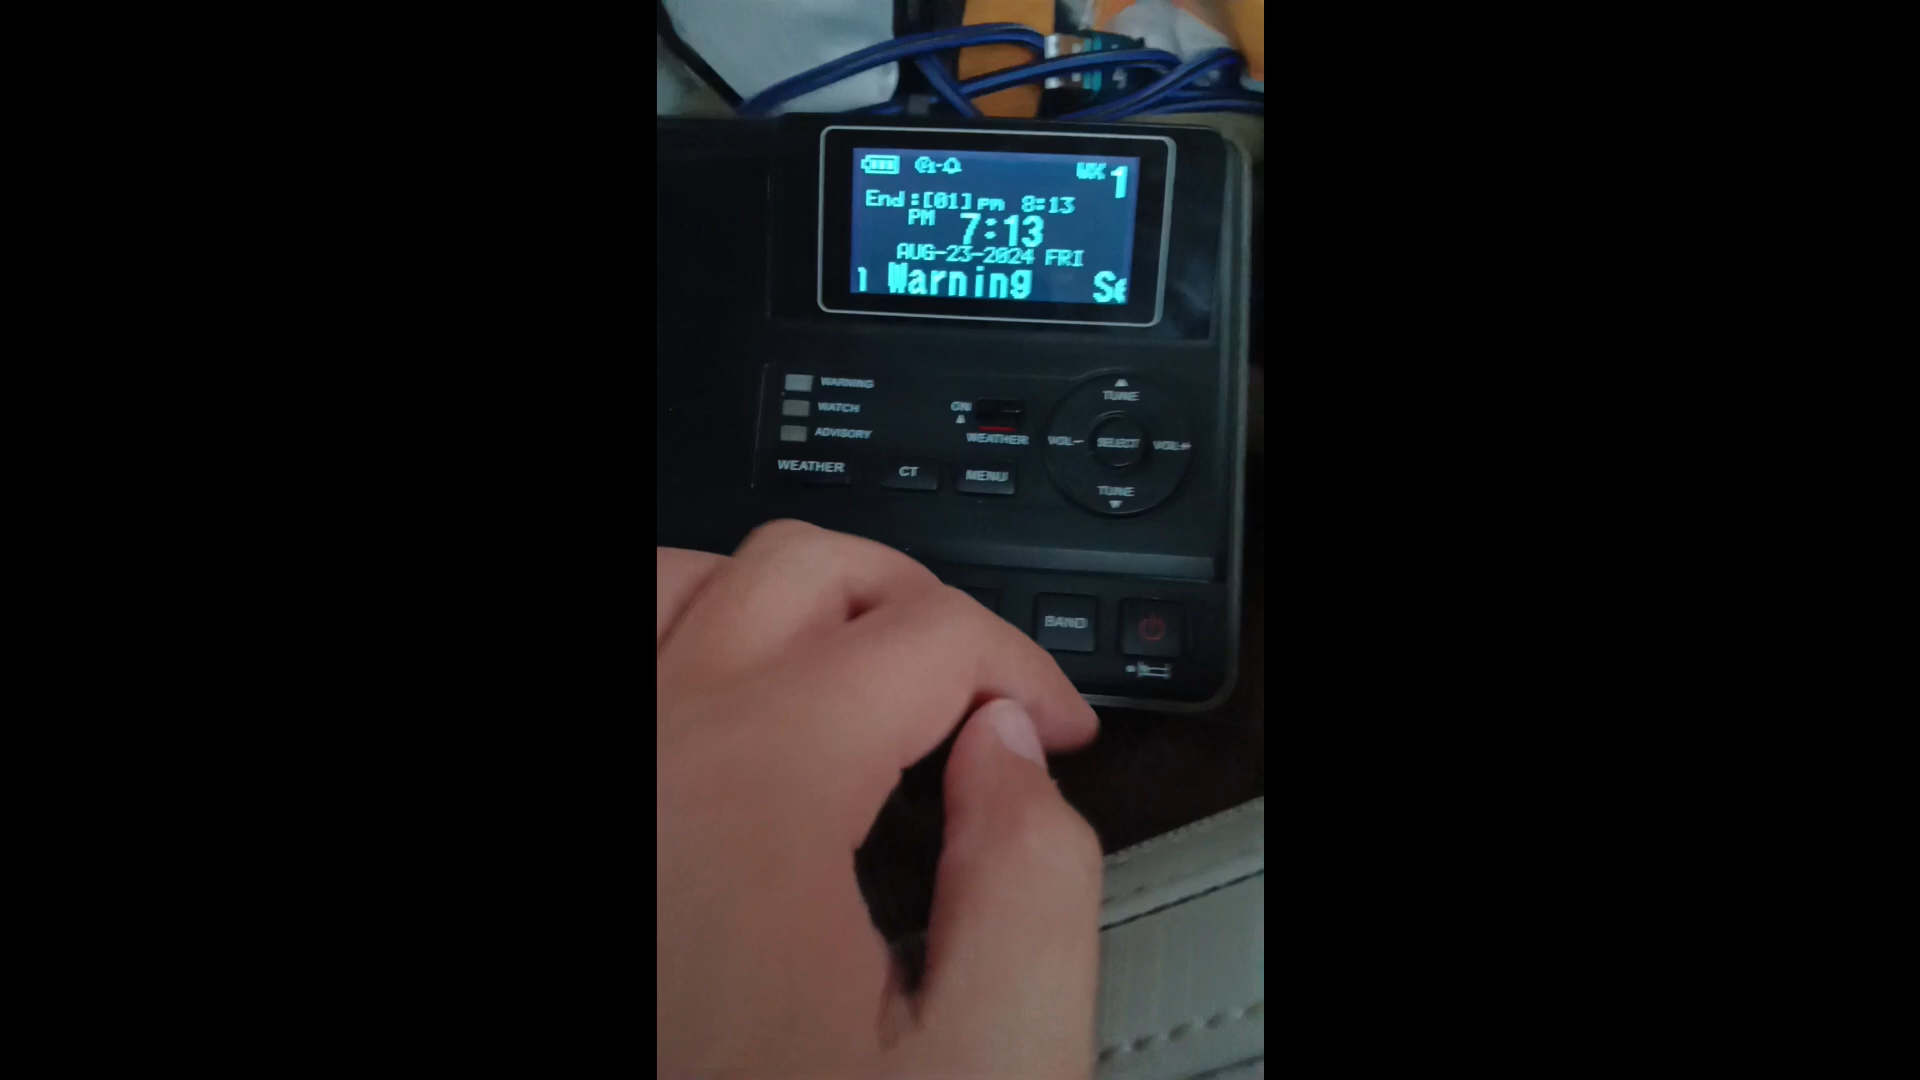 WX 1
End:[01] PM 8:13
PM 7:13
AUG-23-2024 FRI
Warning
WARNING
WATCH
ADVISORY
WEATHER
ON
WEATHER
CT
MENU
TUNE
VOL-
SELECT
VOL+
TUNE
BAND